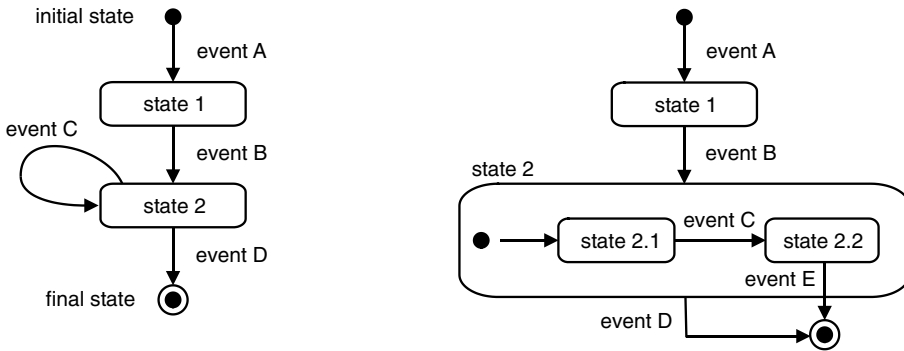 initial state
event A
state 1
event C
event B
state 2
event D
final state
event A
state 1
event B
state 2
event C
state 2.1
state 2.2
event E
event D